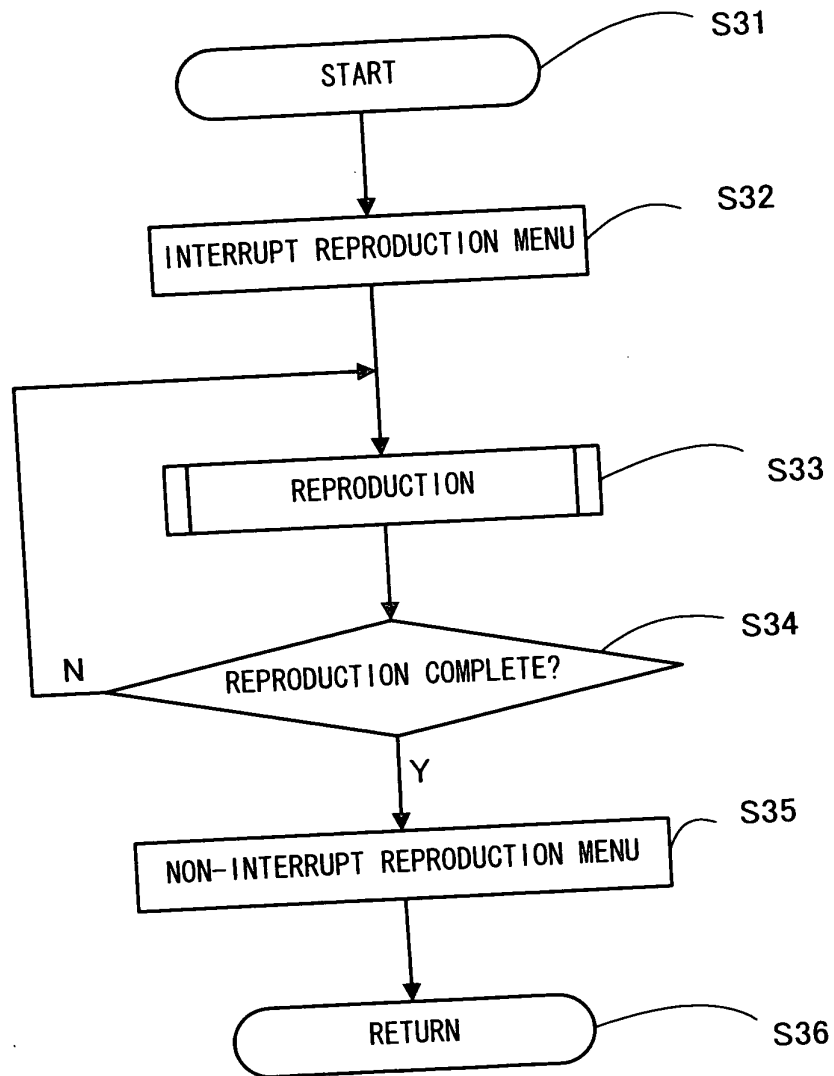 S31
START
S32
INTERRUPT REPRODUCTION MENU
S33
REPRODUCTION
S34
N
REPRODUCTION COMPLETE?
Y
S35
NON-INTERRUPT REPRODUCTION MENU
RETURN
S36